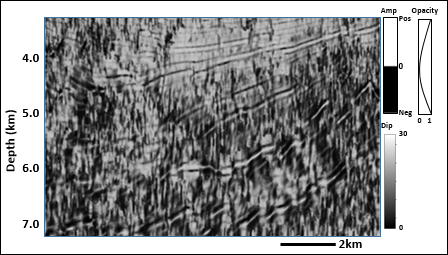 Amp
Opacity
Pos
0
Neg
0 1
Dip
30
0
4.0
5.0
6.0
7.0
Depth (km)
2km